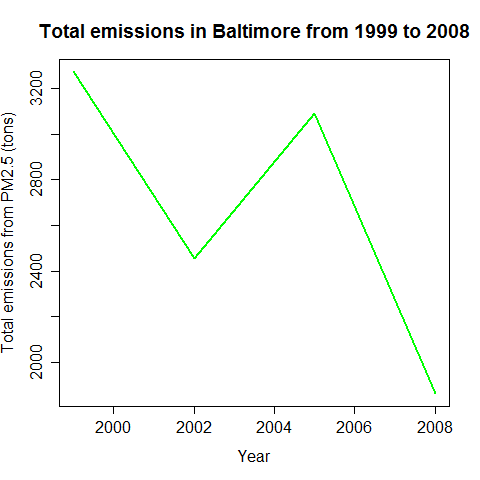 Total emissions in Baltimore from 1999 to 2008
Total emissions from PM2.5 (tons)
3200
2800
2400
2000
2000 2002 2004 2006 2008
Year